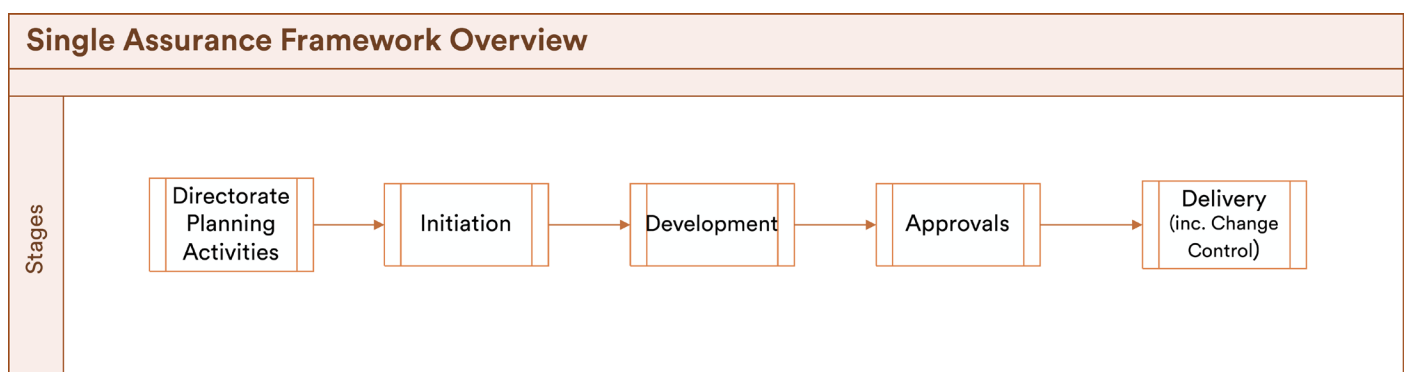 Single Assurance Framework Overview
Stages
Directorate
Planning
Activities
Initiation
Development
Approvals
Delivery
(inc. Change
Control)